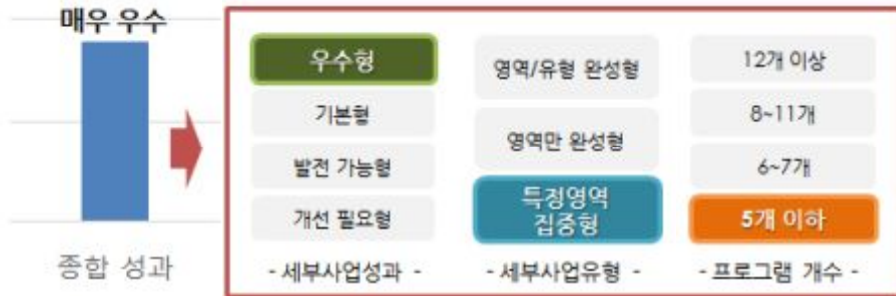 매우 우수
종합 성과
우수형
기본형
발전 가능형
개선 필요형
- 세부사업성과 -
영역/유형 완성형
영역만 완성형
특정영역
집중형
- 세부사업유형 -
12개 이상
8~11개
6~7개
5개 이하
- 프로그램 개수 -